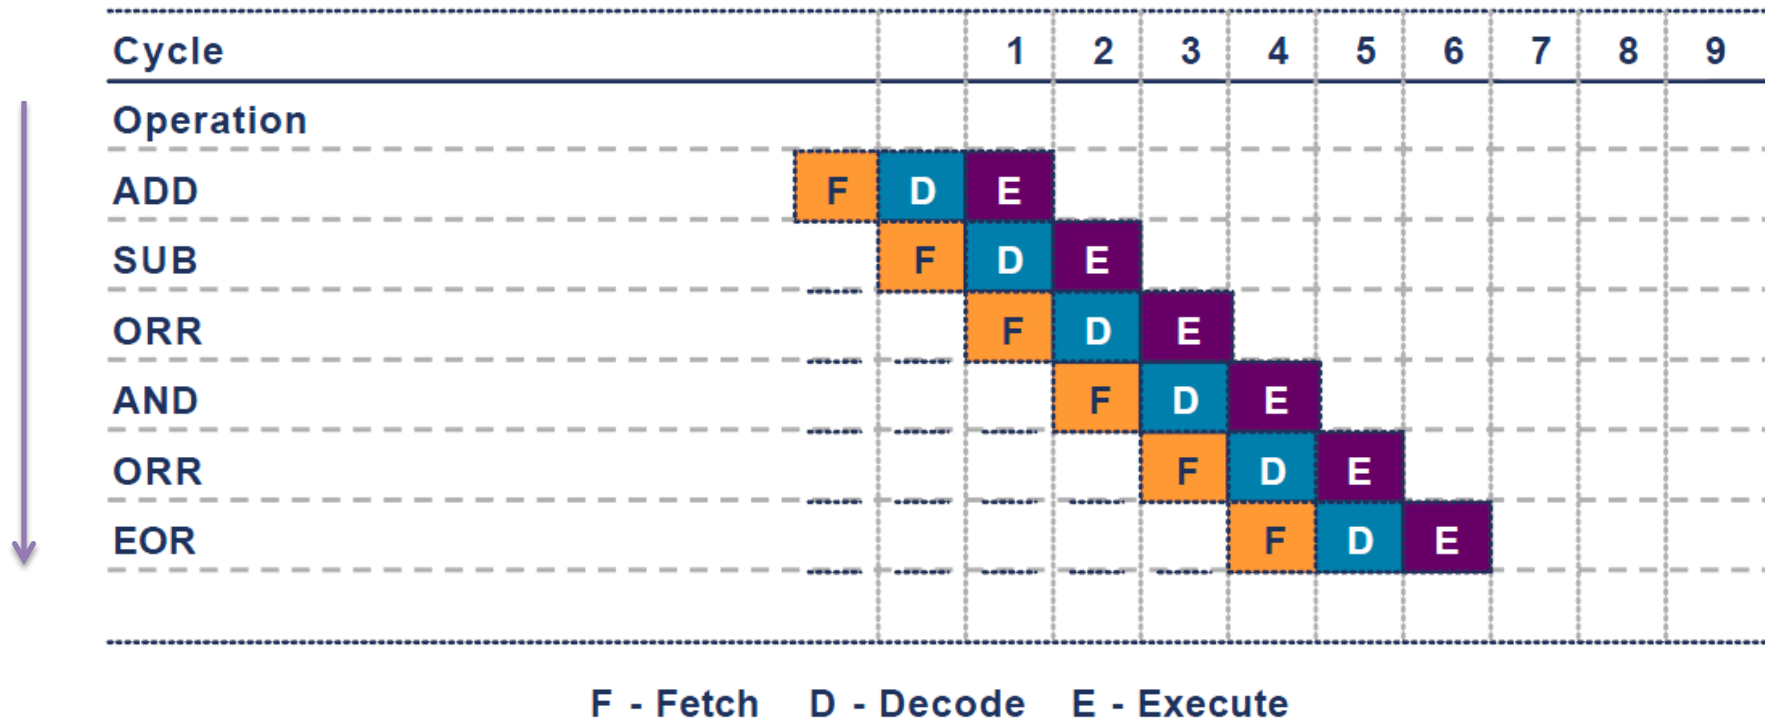 Cycle 1 2 3 4 5 6 7 8 9
Operation
ADD F D E
SUB F D E
ORR F D E
AND F D E
ORR F D E
EOR F D E
F - Fetch D - Decode E - Execute